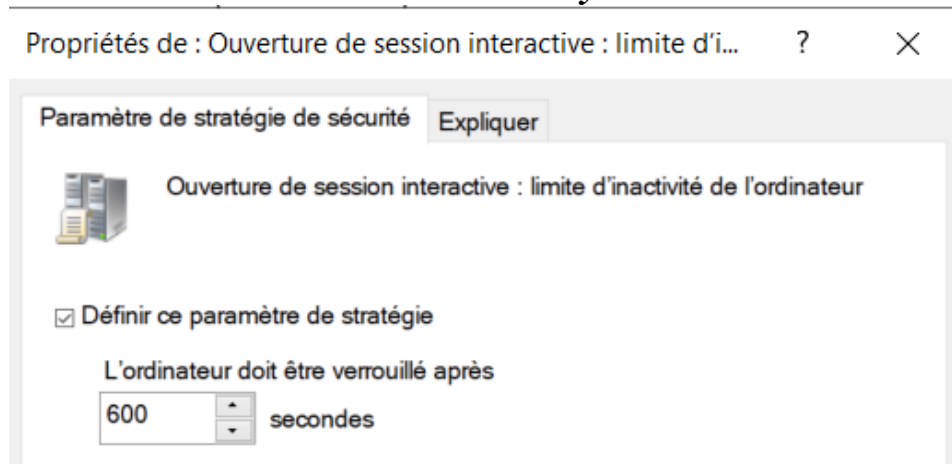 Propriétés de : Ouverture de session interactive : limite d'i... ?
Paramètre de stratégie de sécurité Expliquer
Ouverture de session interactive : limite d'inactivité de l'ordinateur
Définir ce paramètre de stratégie
L'ordinateur doit être verrouillé après
600 secondes